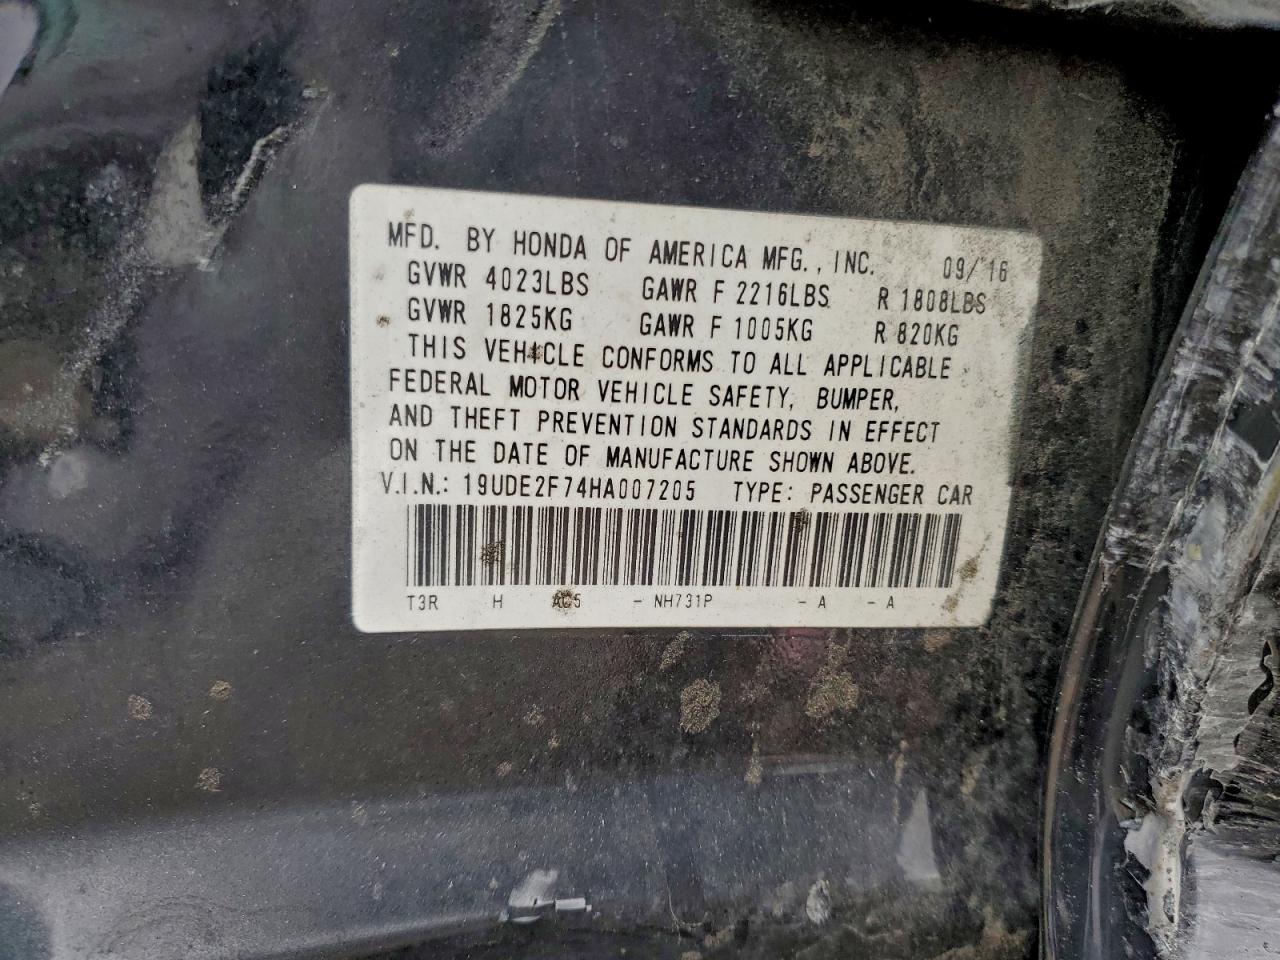 MFD. BY HONDA OF AMERICA MFG., INC. 09/'16
GVWR 4023LBS GAWR F 2216LBS R 1808LBS
GVWR 1825KG GAWR F 1005KG R 820KG
THIS VEHICLE CONFORMS TO ALL APPLICABLE
FEDERAL MOTOR VEHICLE SAFETY, BUMPER,
AND THEFT PREVENTION STANDARDS IN EFFECT
ON THE DATE OF MANUFACTURE SHOWN ABOVE.
V.I.N.: 19UDE2F74HA007205 TYPE: PASSENGER CAR
T3R H AC5 - NH731P - A - A